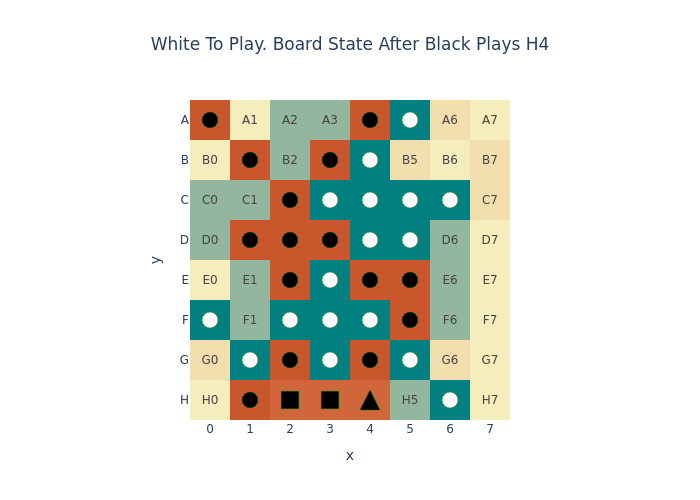 White To Play. Board State After Black Plays H4
A A1 A2 A3 A6 A7
B B0 B2 B5 B6 B7
C C0 C1 C7
D D0 D6 D7
y
E E0 E1 E6 E7
F F1 F6 F7
G G0 G6 G7
H H0 H5 H7
0 1 2 3 4 5 6 7
x